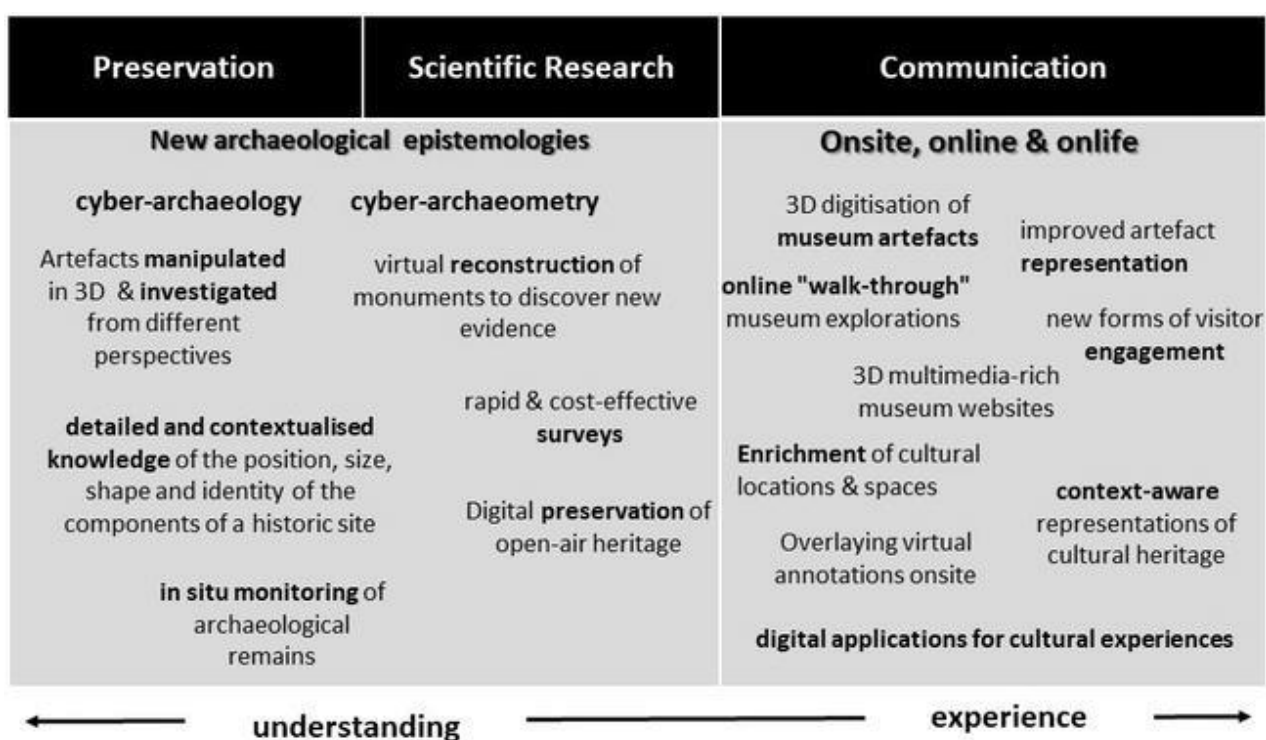 Preservation
Scientific Research
Communication
New archaeological epistemologies
cyber-archaeology
cyber-archaeometry
Artefacts manipulated
in 3D & investigated
from different
perspectives
virtual reconstruction of
monuments to discover new
evidence
rapid & cost-effective
surveys
detailed and contextualised
knowledge of the position, size,
shape and identity of the
components of a historic site
Digital preservation of
open-air heritage
in situ monitoring of
archaeological
remains
Onsite, online & onlife
3D digitisation of
museum artefacts
improved artefact
representation
online "walk-through"
museum explorations
new forms of visitor
engagement
3D multimedia-rich
museum websites
Enrichment of cultural
locations & spaces
context-aware
representations of
cultural heritage
Overlaying virtual
annotations onsite
digital applications for cultural experiences
understanding
experience